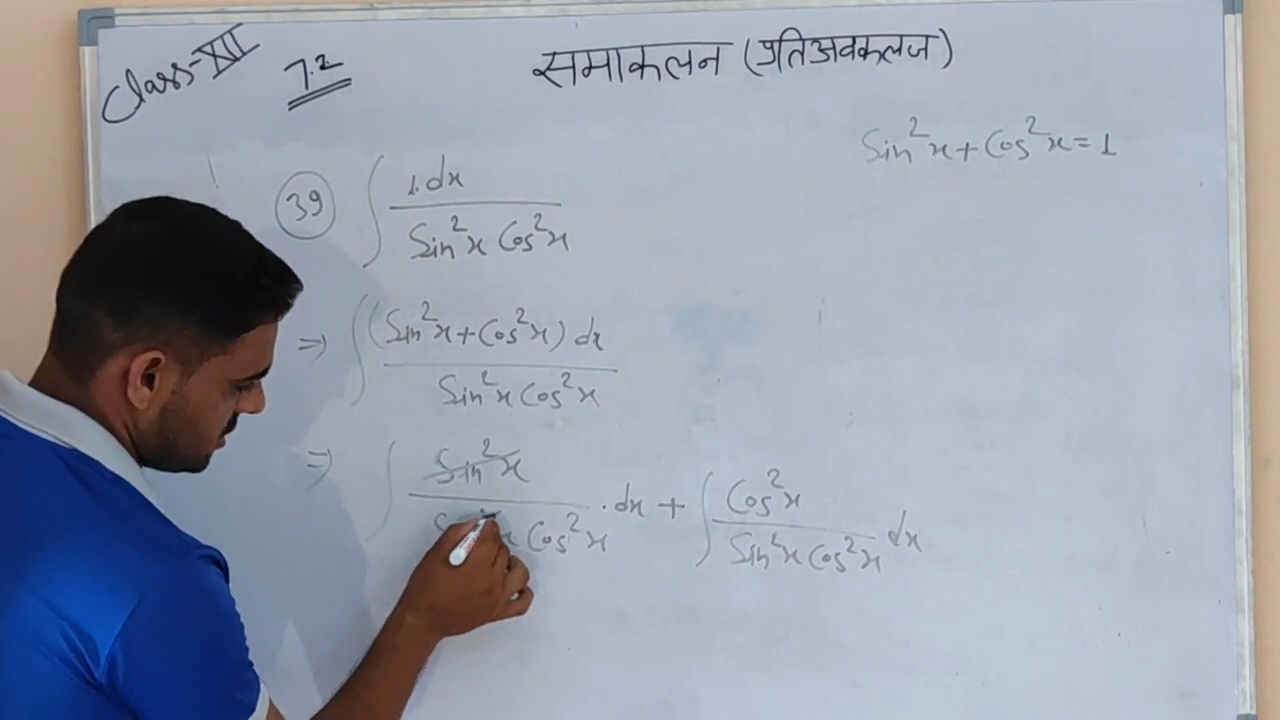 Class-XII 7.2 समाकलन (प्रतिअवकलज)
Sin²x+Cos²x=1
39 ∫ 1.dx / Sin²x Cos²x
⇒ ∫ (Sin²x+Cos²x) dx / Sin²x Cos²x
⇒ ∫ Sin²x / x Cos²x .dx + ∫ Cos²x / Sin²x Cos²x dx